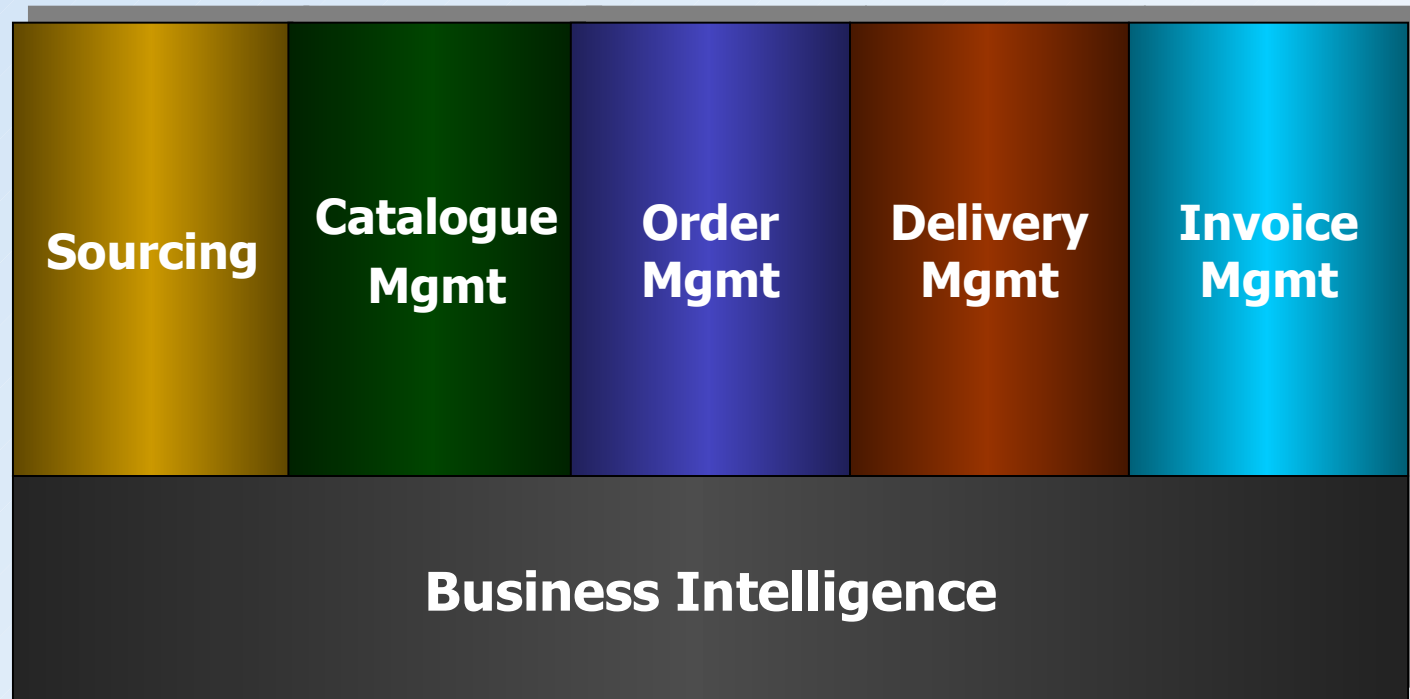 Sourcing
Catalogue
Mgmt
Order
Mgmt
Delivery
Mgmt
Invoice
Mgmt
Business Intelligence